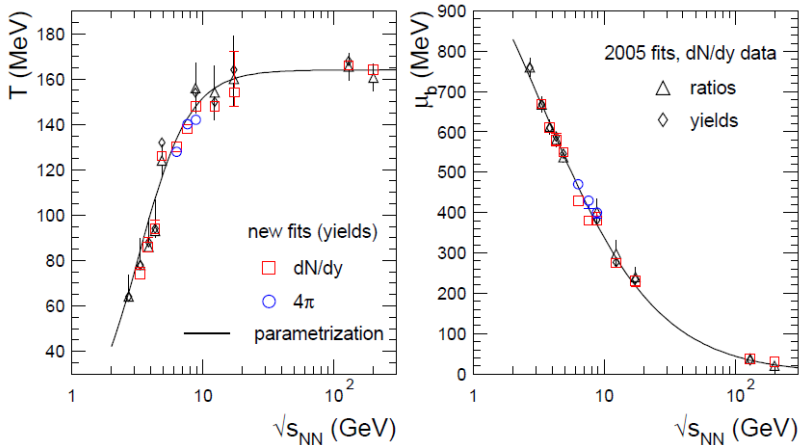 T (MeV)
180
160
140
120
100
80
60
40
new fits (yields)
dN/dy
4π
parametrization
1
10
10²
√sNN (GeV)
μb (MeV)
900
800
700
600
500
400
300
200
100
0
2005 fits, dN/dy data
ratios
yields
1
10
10²
√sNN (GeV)